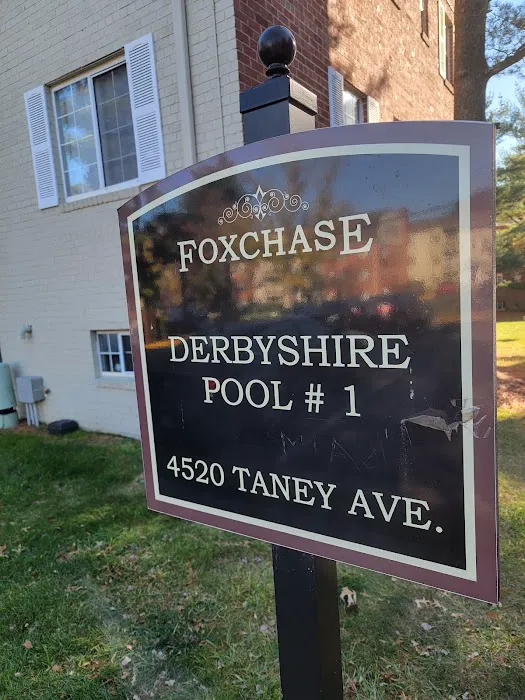 FOXCHASE
DERBYSHIRE
POOL # 1
4520 TANEY AVE.